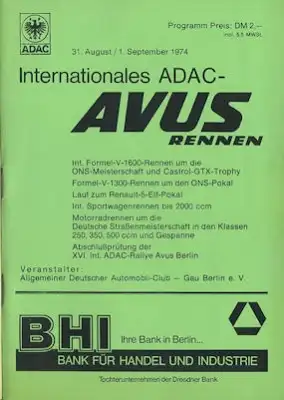 ADAC
Programm Preis: DM 2,—
incl. 5,5 MWSt.
31. August / 1. September 1974
Internationales ADAC-
AVUS
RENNEN
Int. Formel-V-1600-Rennen um die
ONS-Meisterschaft und Castrol-GTX-Trophy
Formel-V-1300-Rennen um den ONS-Pokal
Lauf zum Renault-5-Elf-Pokal
Int. Sportwagenrennen bis 2000 ccm
Motorradrennen um die
Deutsche Straßenmeisterschaft in den Klassen
250, 350, 500 ccm und Gespanne
Abschlußprüfung der
XVI. Int. ADAC-Rallye Avus Berlin
Veranstalter:
Allgemeiner Deutscher Automobil-Club — Gau Berlin e. V.
BHI
Ihre Bank in Berlin...
BANK FÜR HANDEL UND INDUSTRIE
Tochterunternehmen der Dresdner Bank